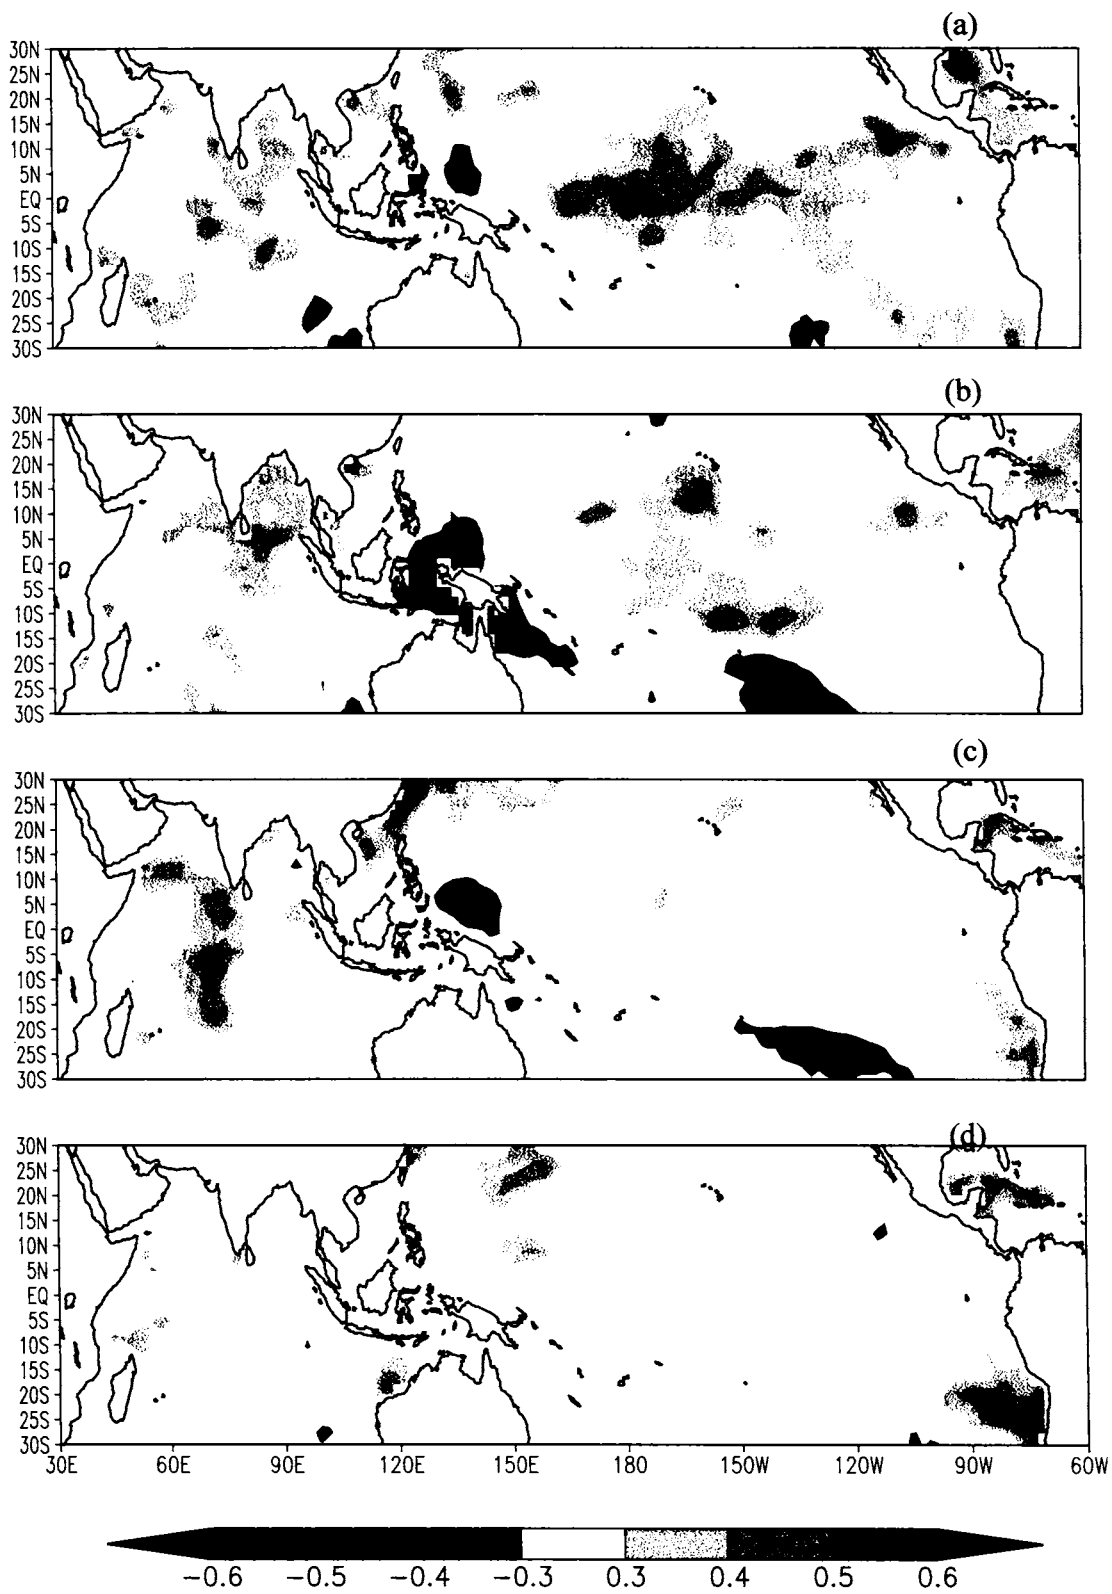 (a)
30N
25N
20N
15N
10N
5N
EQ
5S
10S
15S
20S
25S
30S
(b)
30N
25N
20N
15N
10N
5N
EQ
5S
10S
15S
20S
25S
30S
(c)
30N
25N
20N
15N
10N
5N
EQ
5S
10S
15S
20S
25S
30S
(d)
30N
25N
20N
15N
10N
5N
EQ
5S
10S
15S
20S
25S
30S
30E 60E 90E 120E 150E 180 150W 120W 90W 60W
−0.6 −0.5 −0.4 −0.3 0.3 0.4 0.5 0.6